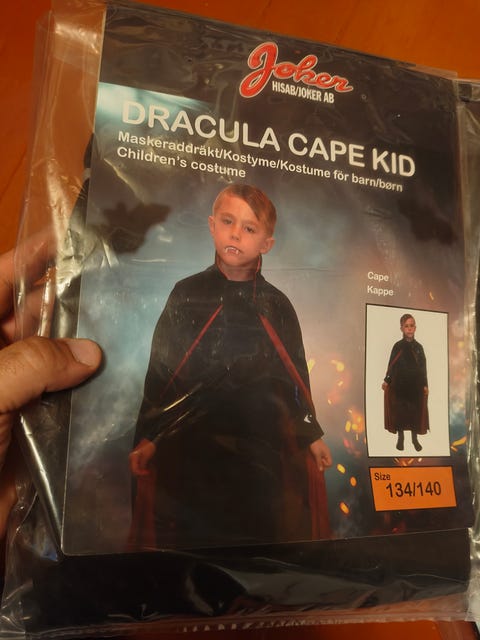 Joker
HISAB/JOKER AB
DRACULA CAPE KID
Maskeraddräkt/Kostyme/Kostume för barn/børn
Children's costume
Cape
Kappe
Size
134/140